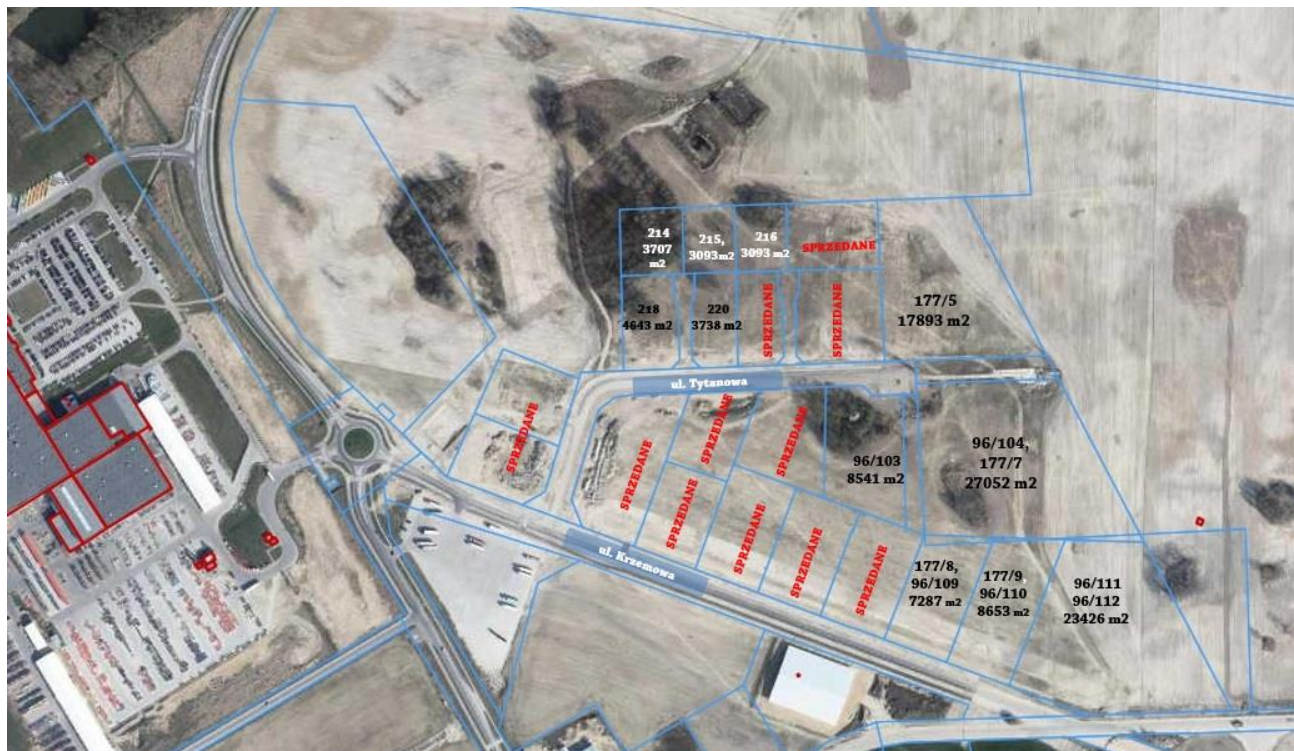 214
3707
m2
215,
3093m2
216
3093 m2
SPRZEDANE
218
4643 m2
220
3738 m2
SPRZEDANE
SPRZEDANE
177/5
17893 m2
ul. Tytanowa
SPRZEDANE
SPRZEDANE
SPRZEDANE
SPRZEDANE
96/103
8541 m2
96/104,
177/7
27052 m2
SPRZEDANE
SPRZEDANE
SPRZEDANE
SPRZEDANE
ul. Krzemowa
177/8,
96/109
7287 m2
177/9,
96/110
8653 m2
96/111
96/112
23426 m2